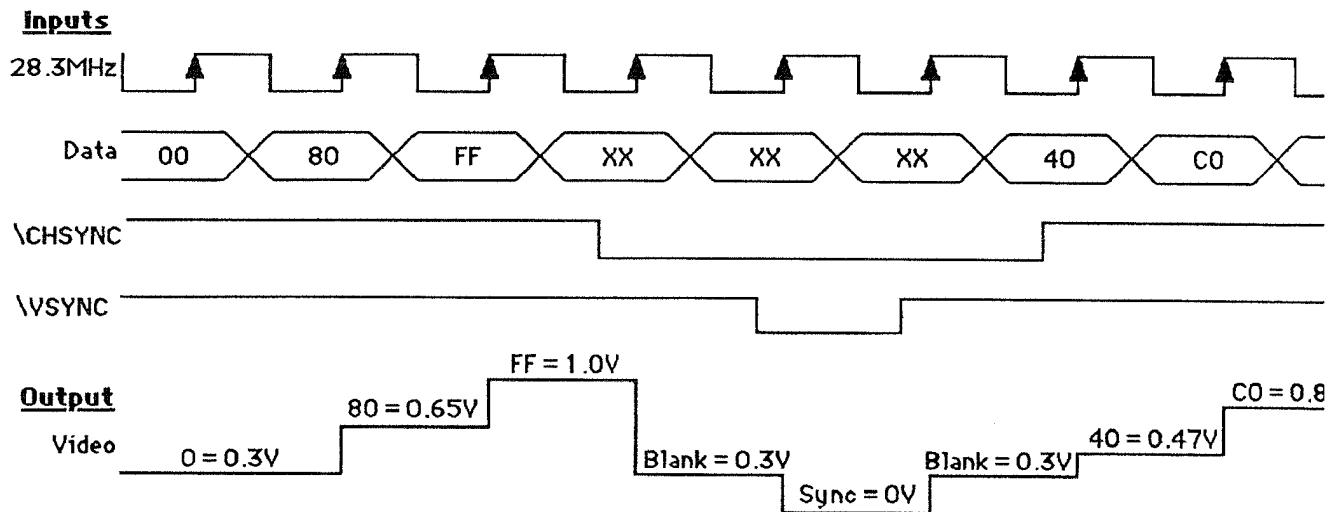 Inputs
28.3MHz
Data 00 80 FF XX XX XX 40 C0
\CHSYNC
\VSYNC
FF = 1.0V
Output
80 = 0.65V
C0 = 0.8
Video
0 = 0.3V
Blank = 0.3V
Sync = 0V
Blank = 0.3V
40 = 0.47V